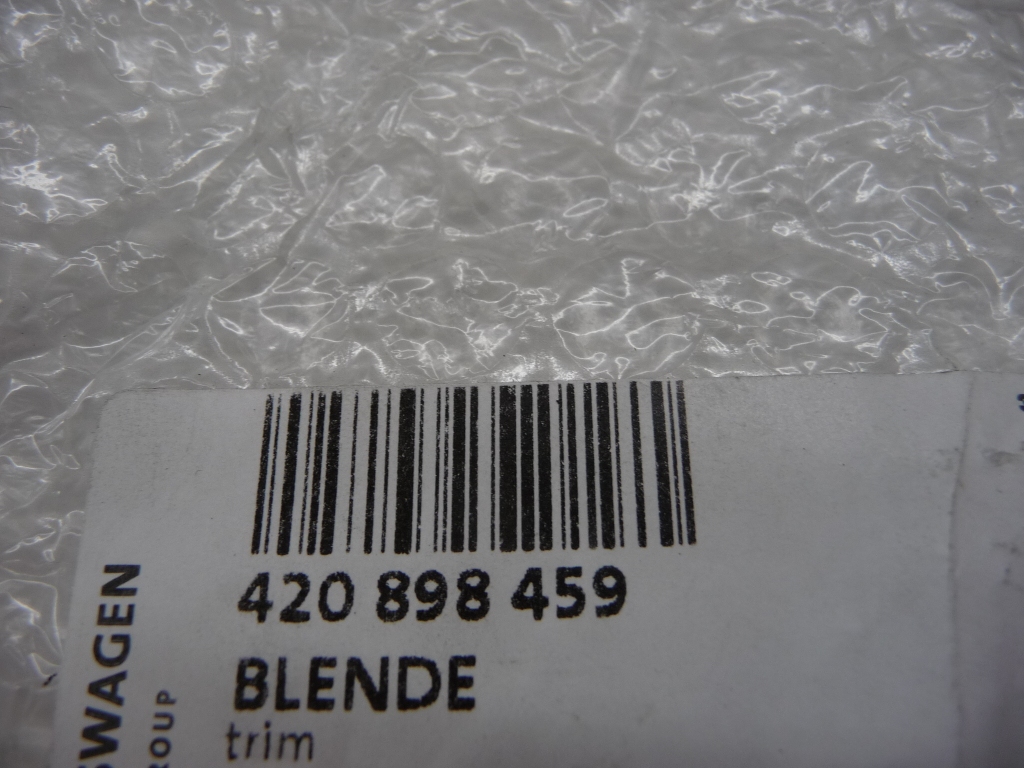 420 898 459
BLENDE
trim
SWAGEN
ROUP